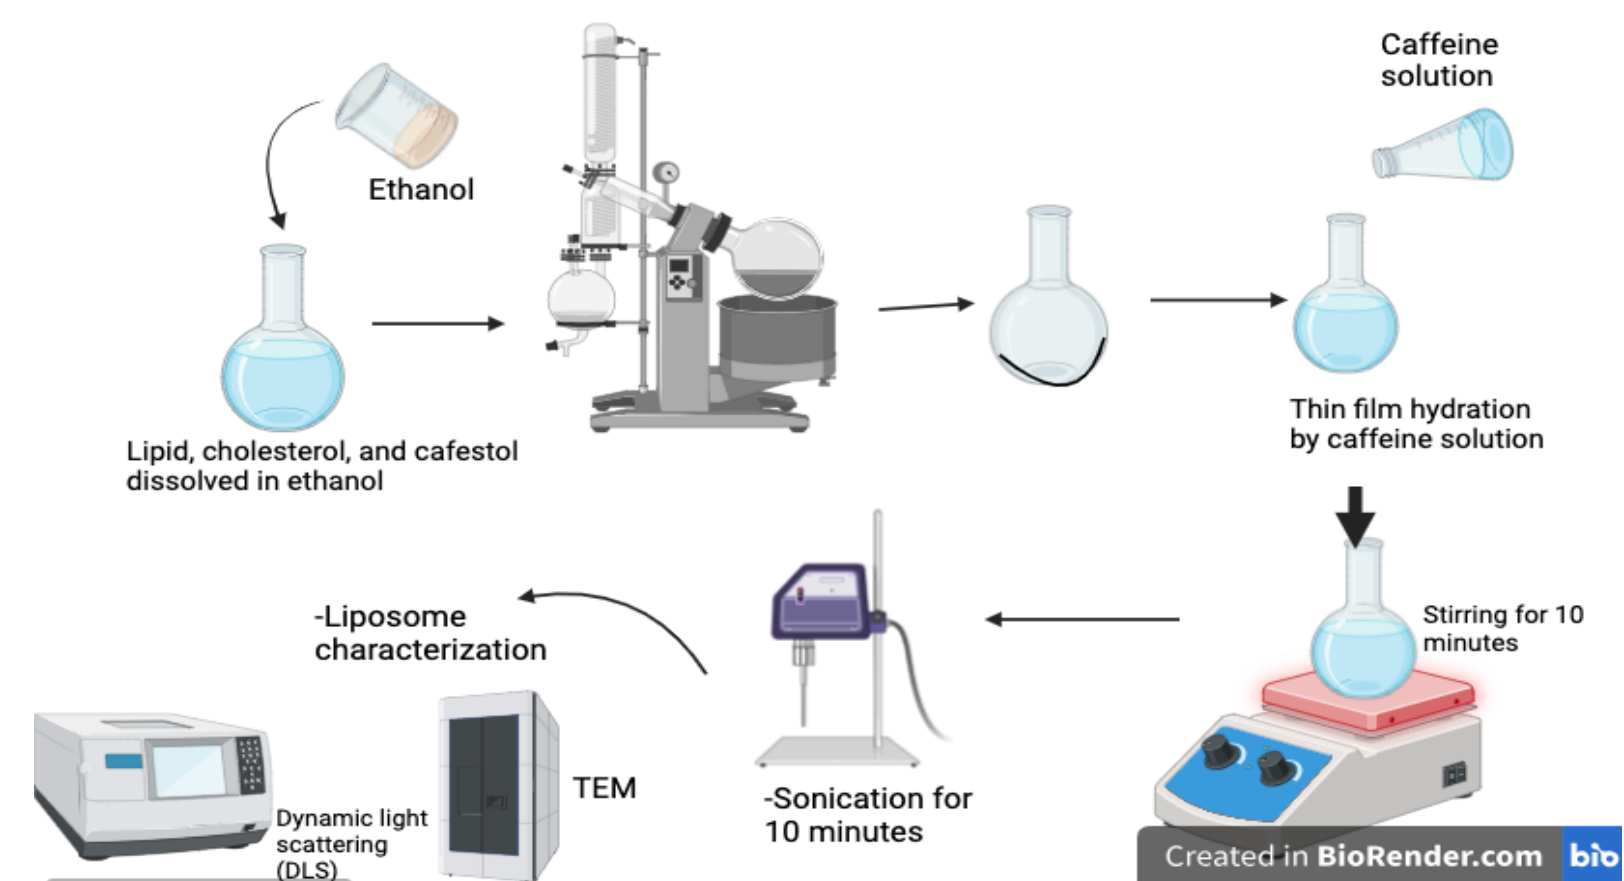 Ethanol
Lipid, cholesterol, and cafestol
dissolved in ethanol
Caffeine
solution
Thin film hydration
by caffeine solution
Stirring for 10
minutes
-Sonication for
10 minutes
-Liposome
characterization
TEM
Dynamic light
scattering
(DLS)
Created in BioRender.com bio